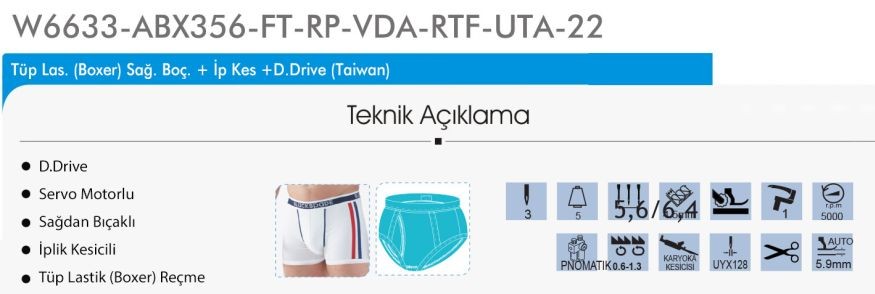 W6633-ABX356-FT-RP-VDA-RTF-UTA-22
Tüp Las. (Boxer) Sağ. Boç. + İp Kes +D.Drive (Taiwan)
Teknik Açıklama
D.Drive
Servo Motorlu
Sağdan Bıçaklı
İplik Kesicili
Tüp Lastik (Boxer) Reçme
3
5
5,6/6,4
1
r.p.m
5000
PNOMATIK
0.6-1.3
KARYOKA
KESİCİSİ
UYX128
AUTO
5.9mm